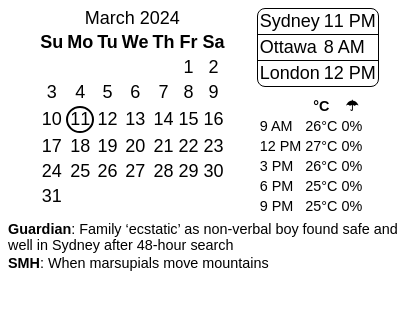 March 2024
Su Mo Tu We Th Fr Sa
1 2
3 4 5 6 7 8 9
10 11 12 13 14 15 16
17 18 19 20 21 22 23
24 25 26 27 28 29 30
31
Sydney 11 PM
Ottawa 8 AM
London 12 PM
°C ☂
9 AM 26°C 0%
12 PM 27°C 0%
3 PM 26°C 0%
6 PM 25°C 0%
9 PM 25°C 0%
Guardian: Family ‘ecstatic’ as non-verbal boy found safe and
well in Sydney after 48-hour search
SMH: When marsupials move mountains